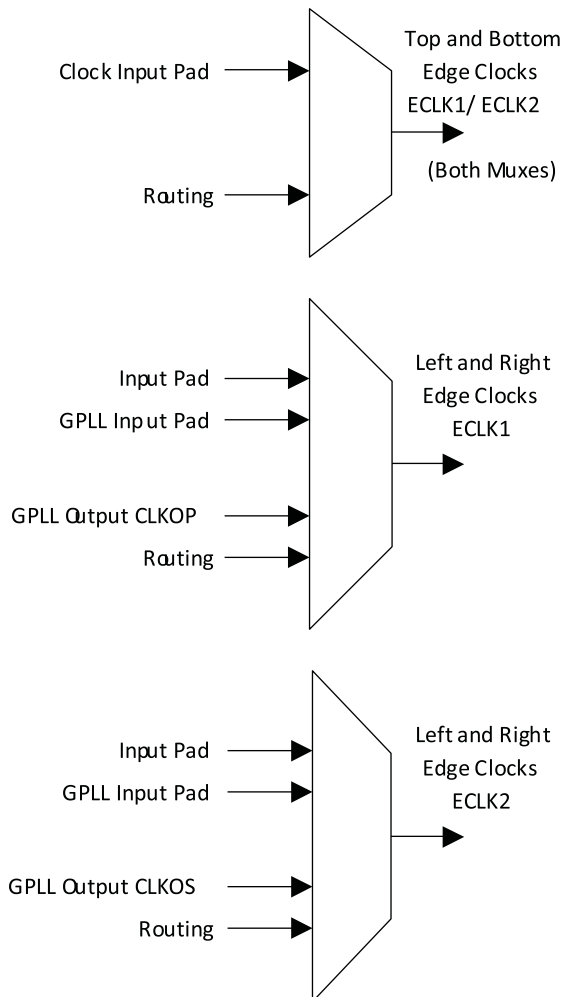 Top and Bottom
Clock Input Pad
Edge Clocks
ECLK1/ ECLK2
(Both Muxes)
Routing
Input Pad
Left and Right
GPLL Input Pad
Edge Clocks
ECLK1
GPLL Output CLKOP
Routing
Input Pad
Left and Right
GPLL Input Pad
Edge Clocks
ECLK2
GPLL Output CLKOS
Routing